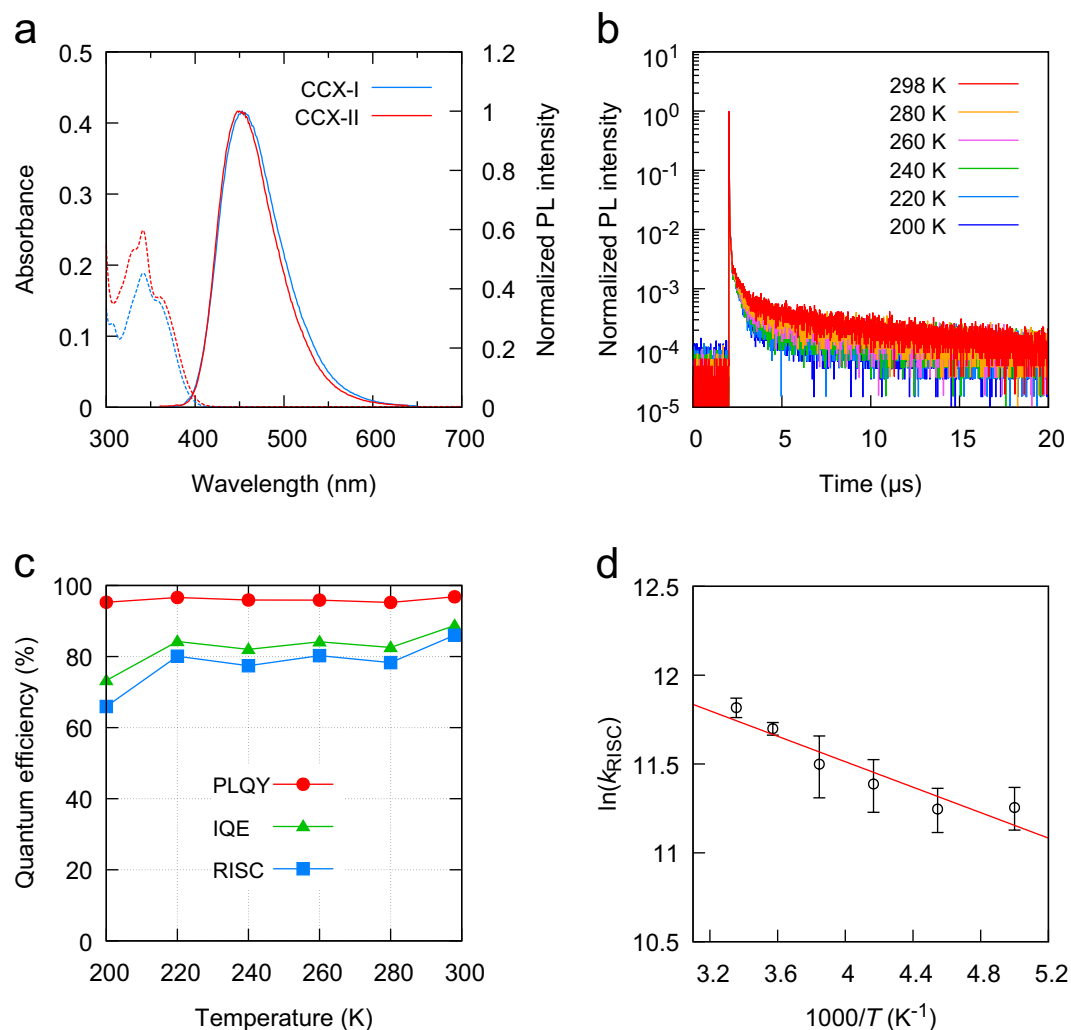 a
0.5
0.4
0.3
0.2
0.1
0
Absorbance
CCX-I
CCX-II
1.2
1
0.8
0.6
0.4
0.2
0
Normalized PL intensity
300 400 500 600 700
Wavelength (nm)
b
10¹
10⁰
10⁻¹
10⁻²
10⁻³
10⁻⁴
10⁻⁵
Normalized PL intensity
298 K
280 K
260 K
240 K
220 K
200 K
0 5 10 15 20
Time (µs)
c
100
80
60
40
20
0
Quantum efficiency (%)
PLQY
IQE
RISC
200 220 240 260 280 300
Temperature (K)
d
12.5
12
11.5
11
10.5
ln(kRISC)
3.2 3.6 4 4.4 4.8 5.2
1000/T (K⁻¹)